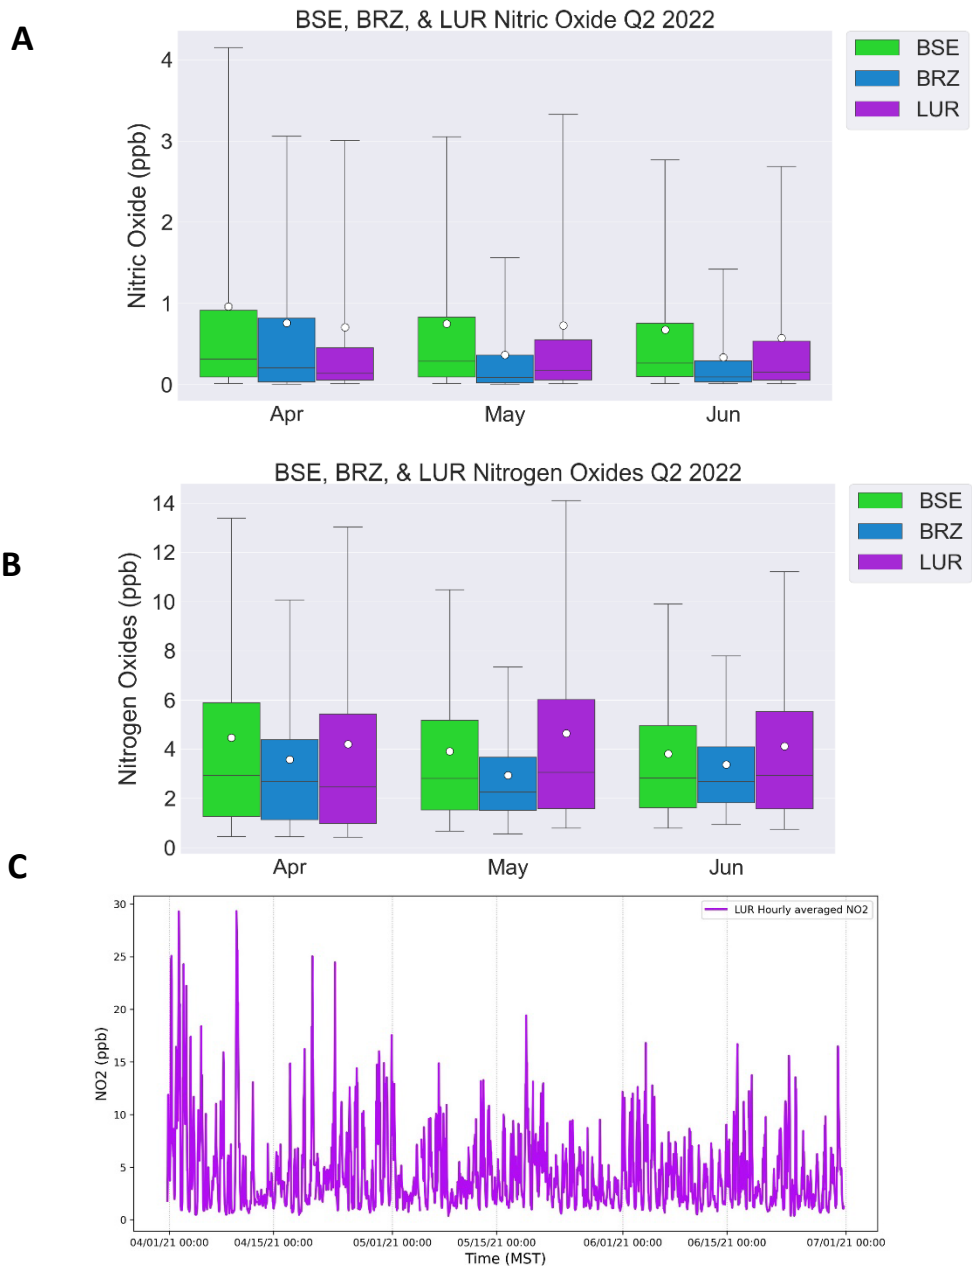 A
BSE, BRZ, & LUR Nitric Oxide Q2 2022
BSE
BRZ
LUR
Nitric Oxide (ppb)
4
3
2
1
0
Apr May Jun
B
BSE, BRZ, & LUR Nitrogen Oxides Q2 2022
BSE
BRZ
LUR
Nitrogen Oxides (ppb)
14
12
10
8
6
4
2
0
Apr May Jun
C
LUR Hourly averaged NO2
NO2 (ppb)
30
25
20
15
10
5
0
04/01/21 00:00 04/15/21 00:00 05/01/21 00:00 05/15/21 00:00 06/01/21 00:00 06/15/21 00:00 07/01/21 00:00
Time (MST)